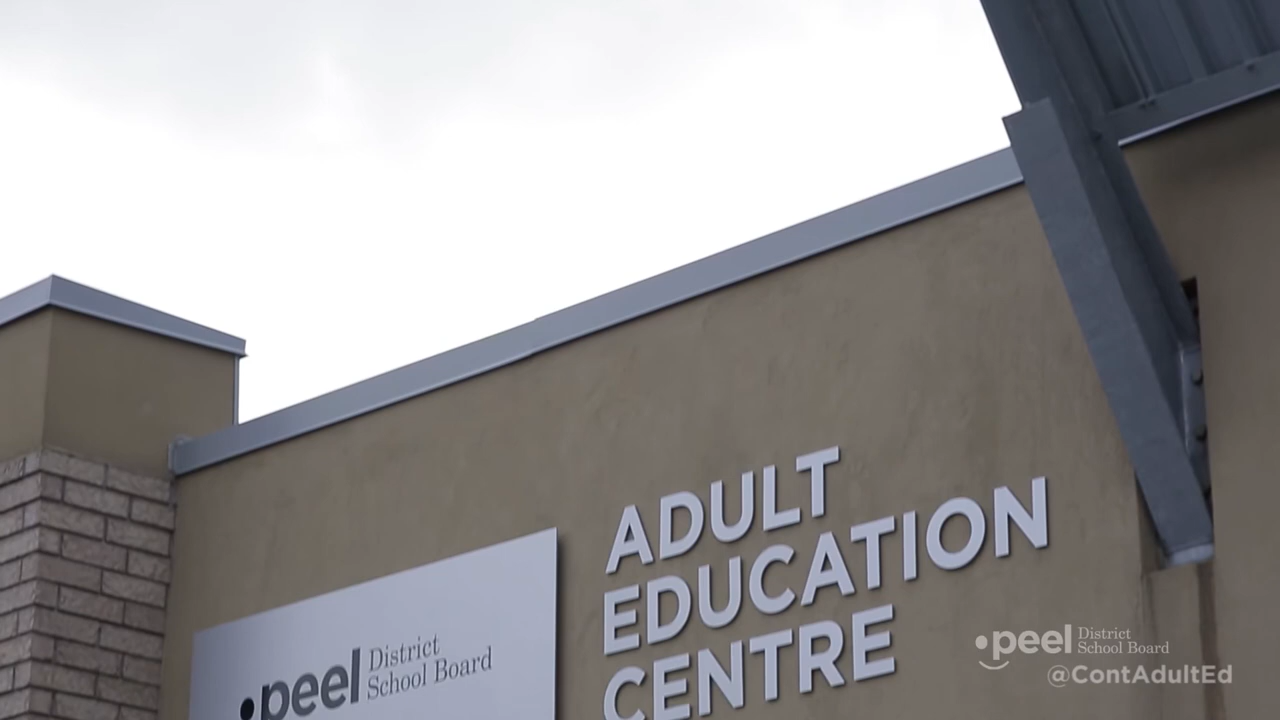 ADULT
EDUCATION
CENTRE
peel District
School Board
peel District
School Board
@ContAdultEd